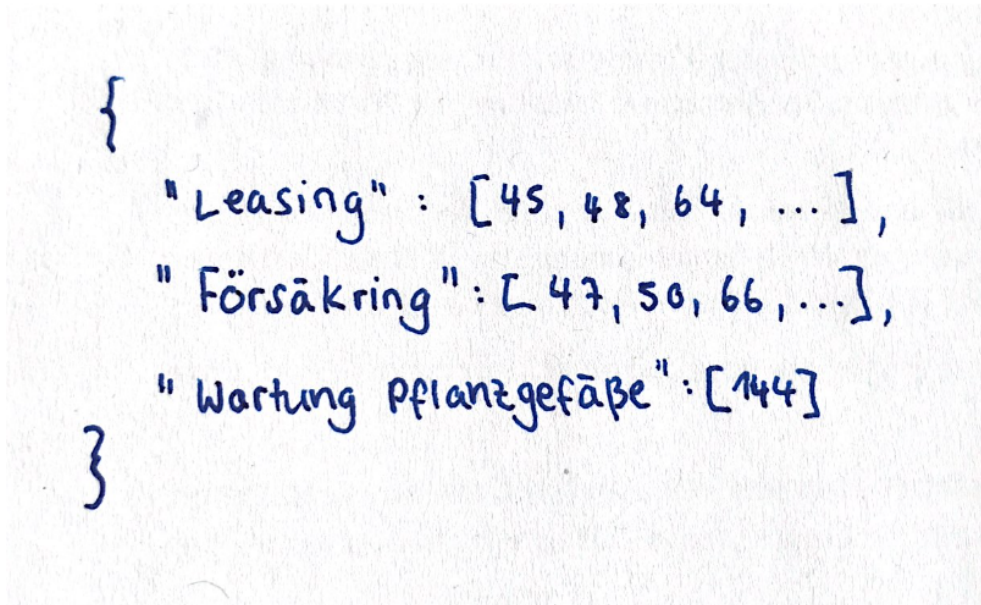 {
"Leasing": [45, 48, 64, ...],
"Försäkring": [47, 50, 66, ...],
"Wartung Pflanzgefäße": [144]
}